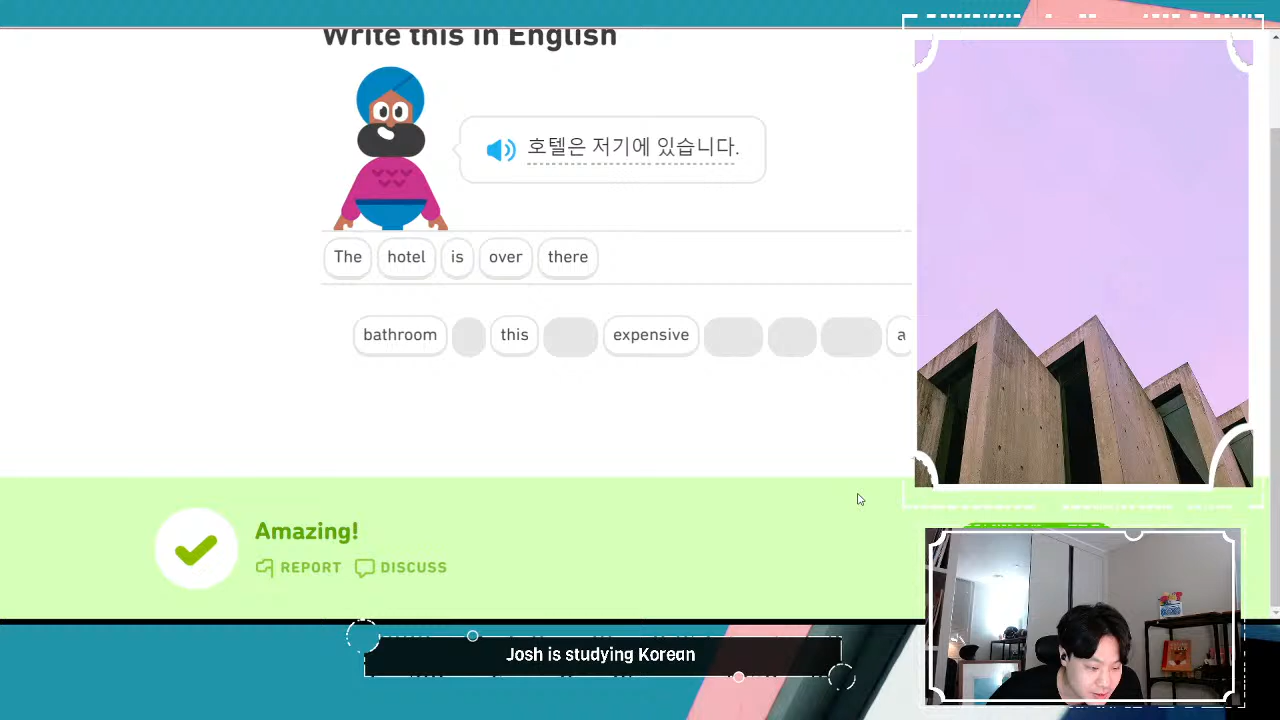 Write this in English
호텔은 저기에 있습니다.
The hotel is over there
bathroom this expensive a
Amazing!
REPORT DISCUSS
Josh is studying Korean